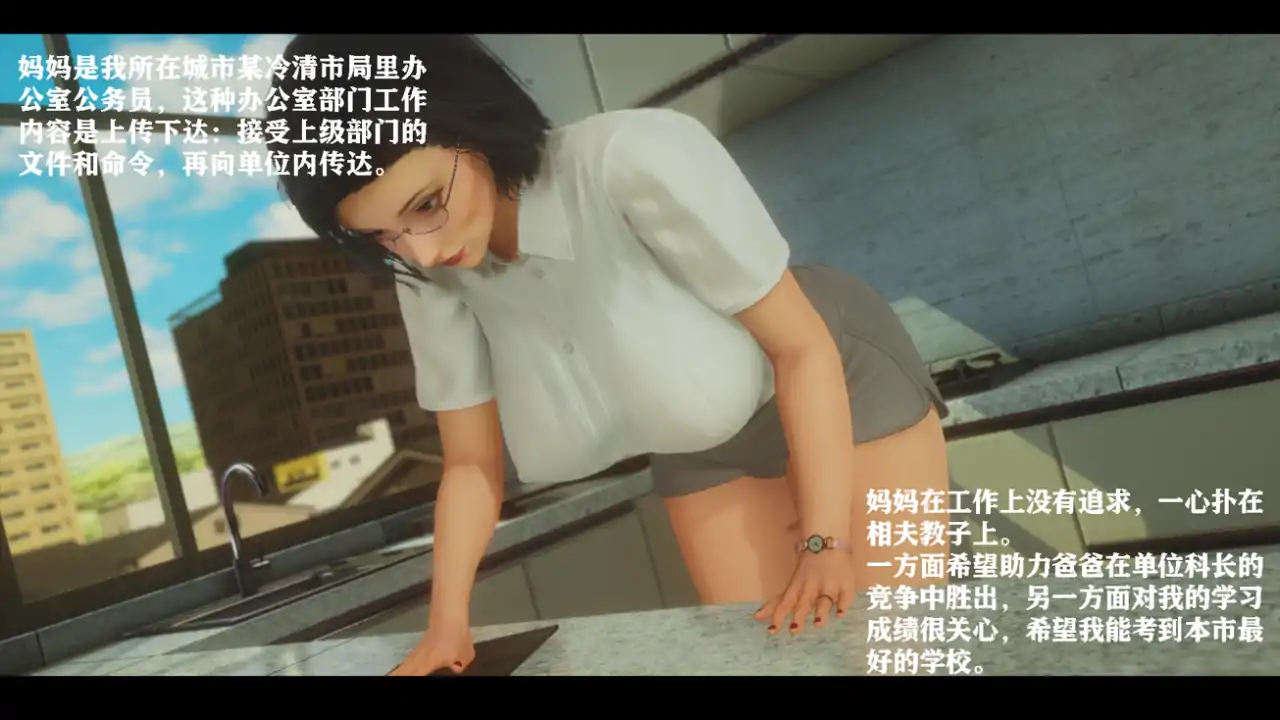 妈妈是我所在城市某冷清市局里办
公室公务员，这种办公室部门工作
内容是上传下达：接受上级部门的
文件和命令，再向单位内传达。
妈妈在工作上没有追求，一心扑在
相夫教子上。
一方面希望助力爸爸在单位科长的
竞争中胜出，另一方面对我的学习
成绩很关心，希望我能考到本市最
好的学校。